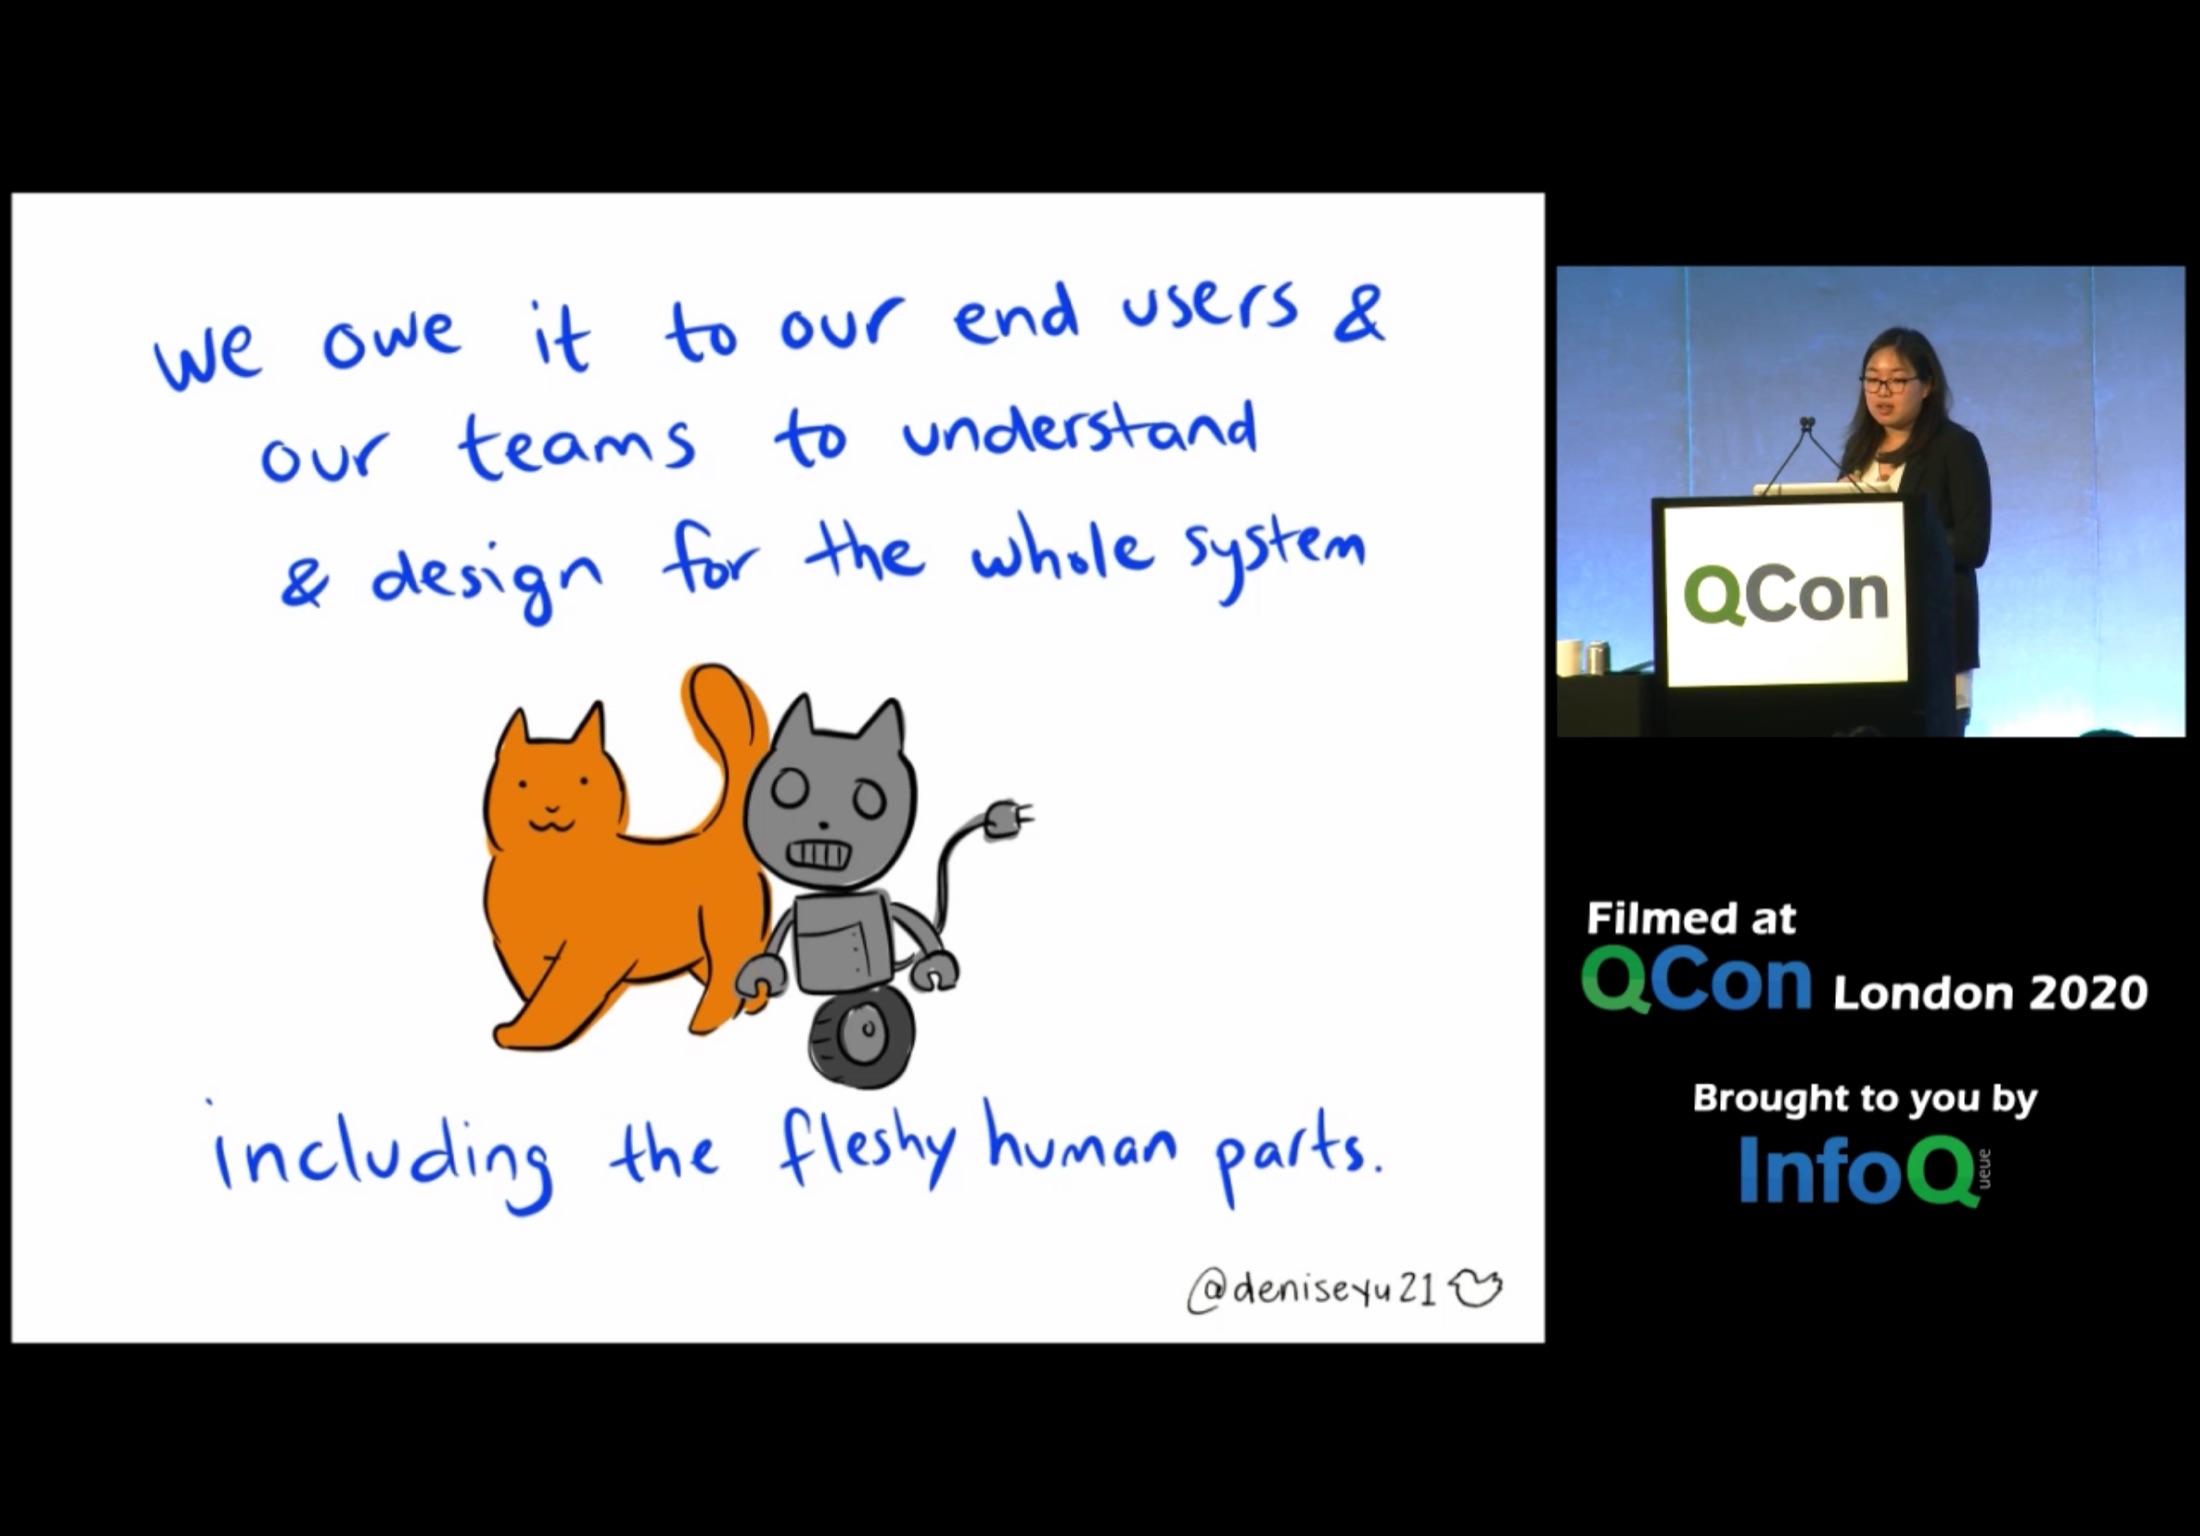 we owe it to our end users &
our teams to understand
& design for the whole system
including the fleshy human parts.
@deniseyu21
QCon
Filmed at
QCon London 2020
Brought to you by
InfoQ
ueue